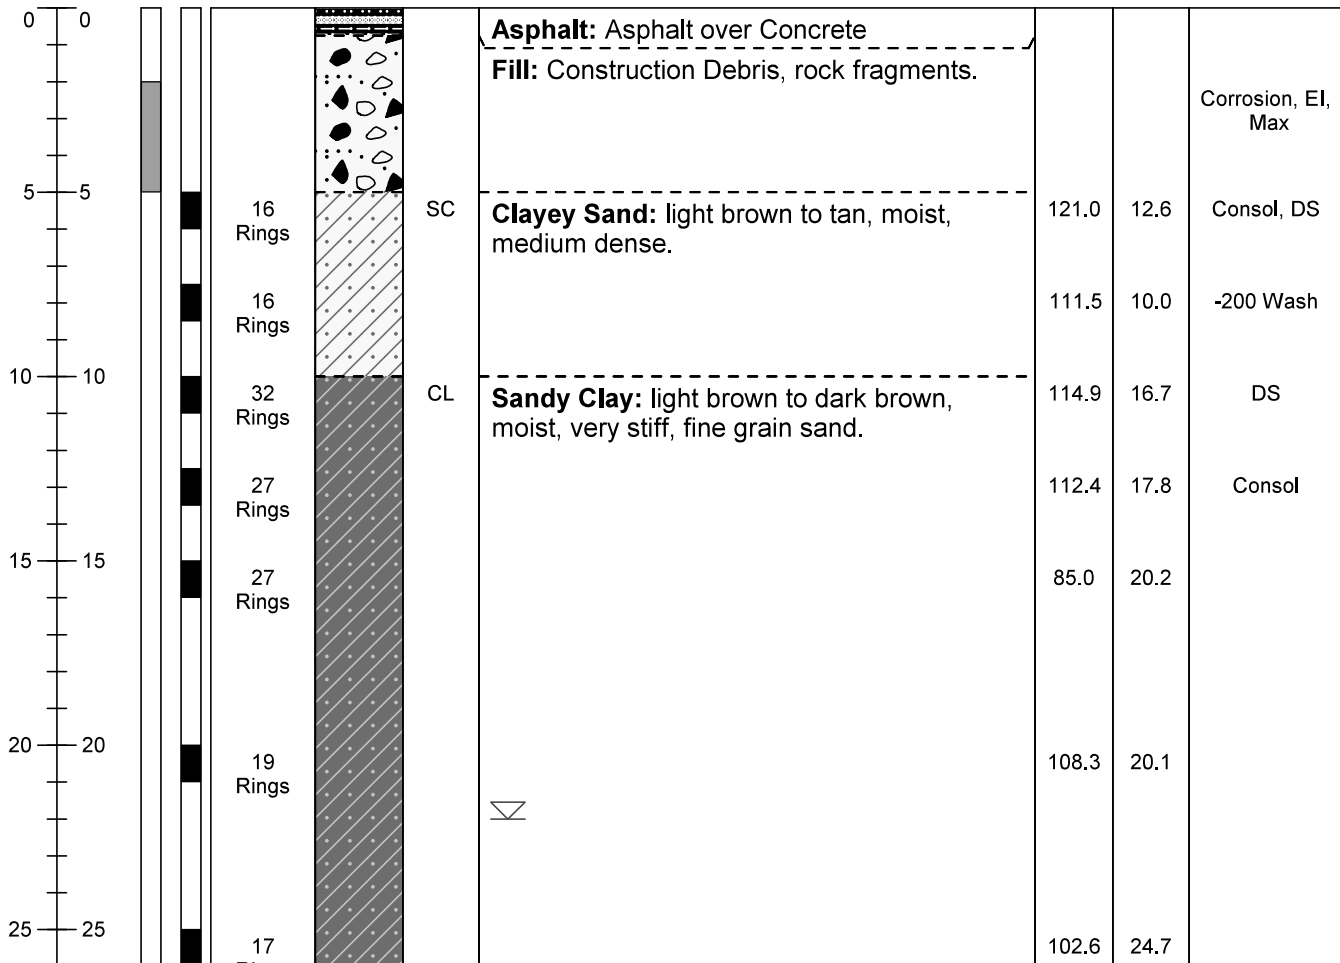 0 0
Asphalt: Asphalt over Concrete
Fill: Construction Debris, rock fragments.
Corrosion, EI,
Max
5 5
16
Rings
SC
Clayey Sand: light brown to tan, moist,
medium dense.
121.0 12.6 Consol, DS
16
Rings
111.5 10.0 -200 Wash
10 10
32
Rings
CL
Sandy Clay: light brown to dark brown,
moist, very stiff, fine grain sand.
114.9 16.7 DS
27
Rings
112.4 17.8 Consol
15 15
27
Rings
85.0 20.2
20 20
19
Rings
108.3 20.1
25 25
17
102.6 24.7